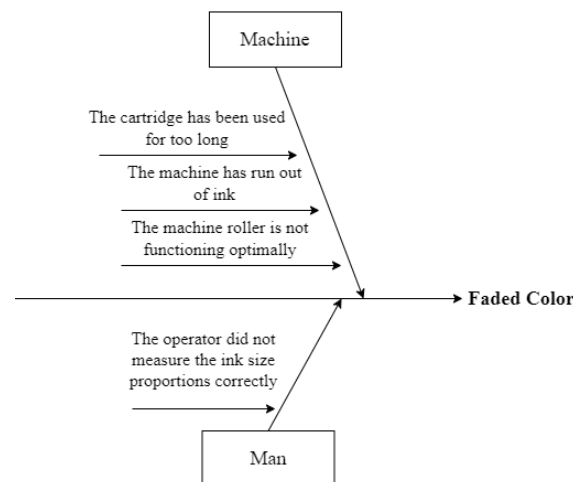 Machine
The cartridge has been used
for too long
The machine has run out
of ink
The machine roller is not
functioning optimally
Faded Color
The operator did not
measure the ink size
proportions correctly
Man